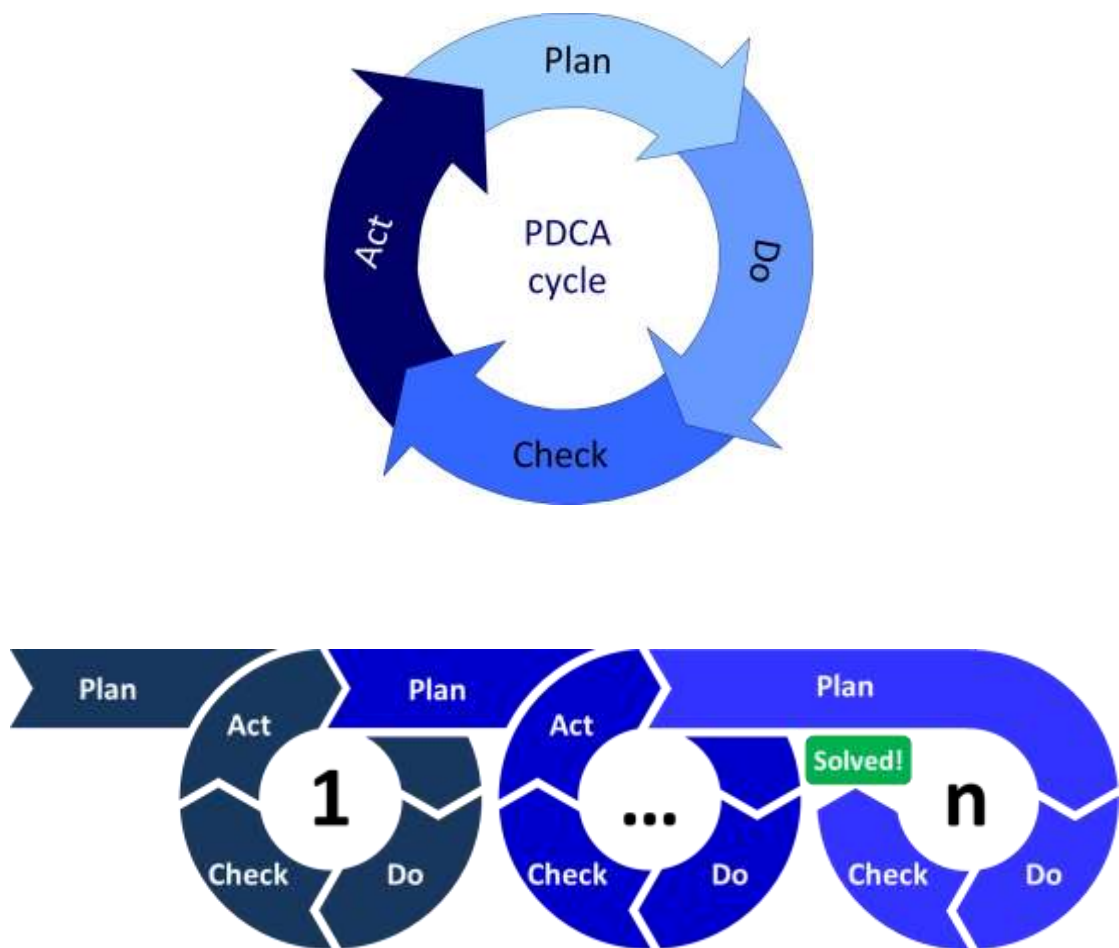 Plan
Do
Act
PDCA
cycle
Check
Plan
Plan
Plan
Act
Act
Solved!
1
...
n
Check
Do
Check
Do
Check
Do